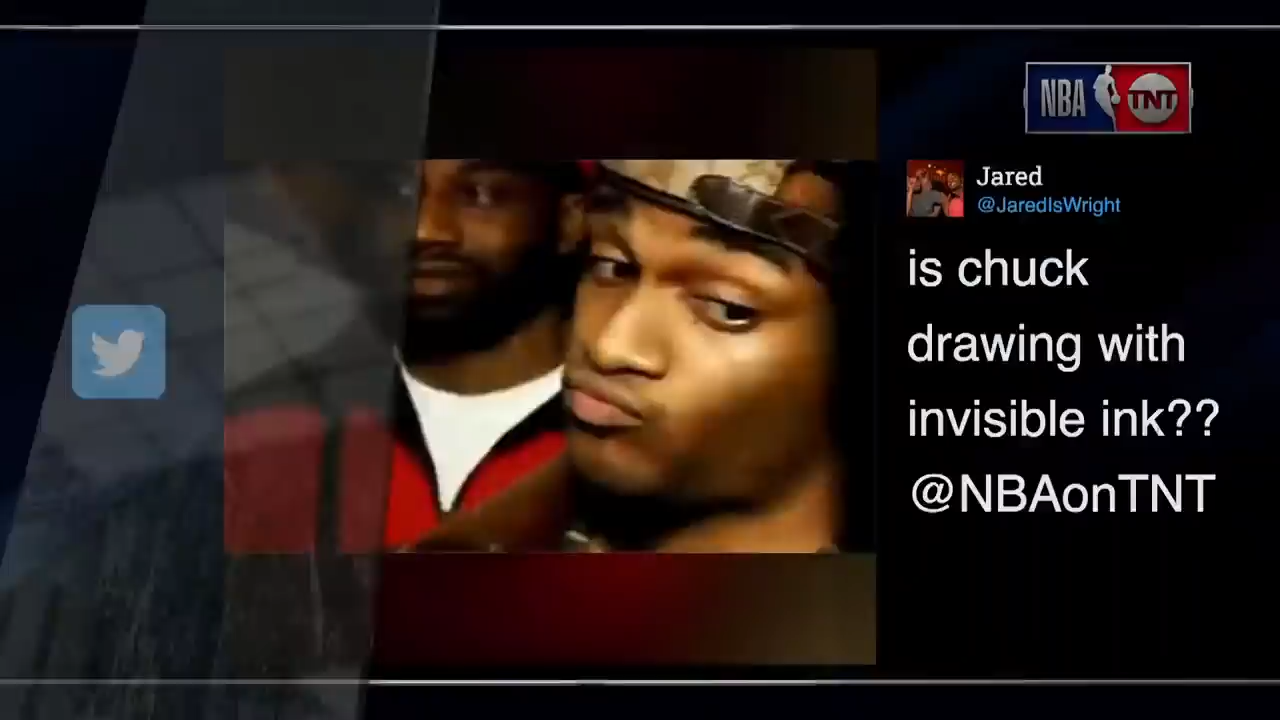 NBA
TNT
Jared
@JaredIsWright
is chuck
drawing with
invisible ink??
@NBAonTNT